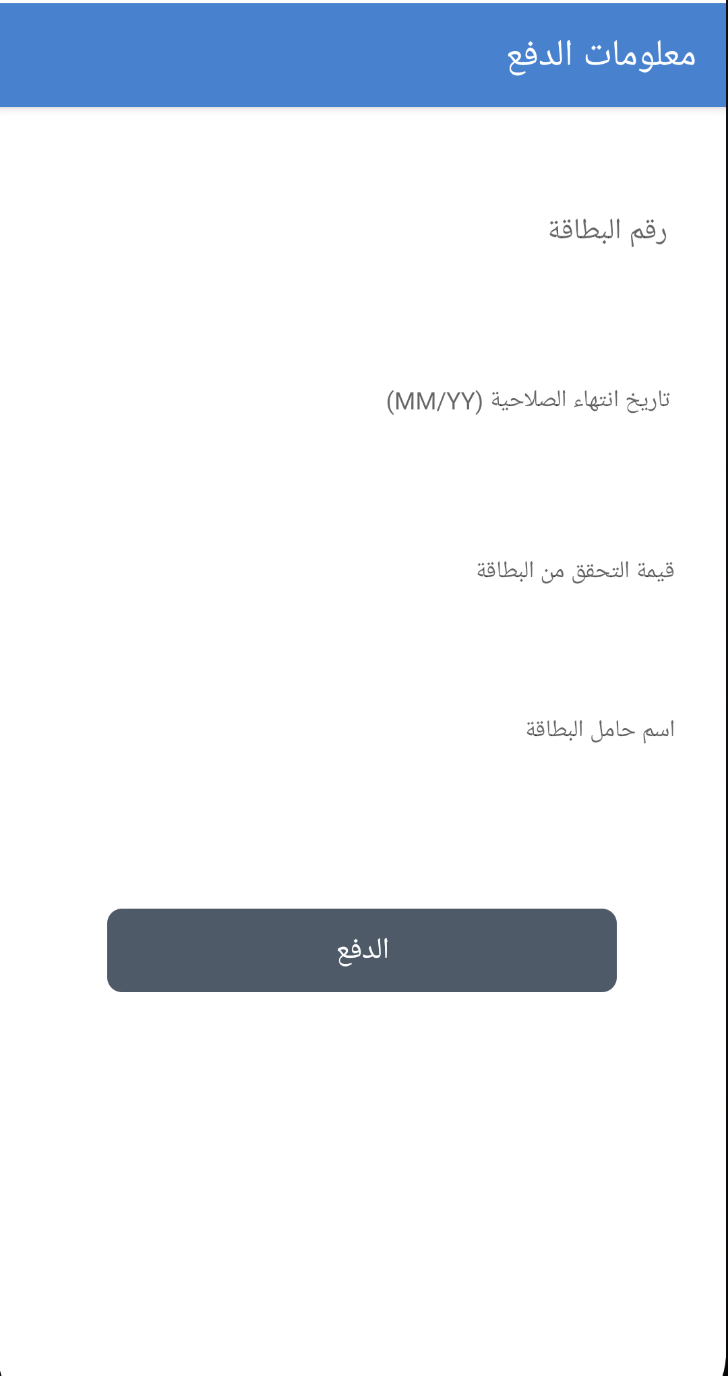 معلومات الدفع
رقم البطاقة
تاريخ انتهاء الصلاحية (MM/YY)
قيمة التحقق من البطاقة
اسم حامل البطاقة
الدفع